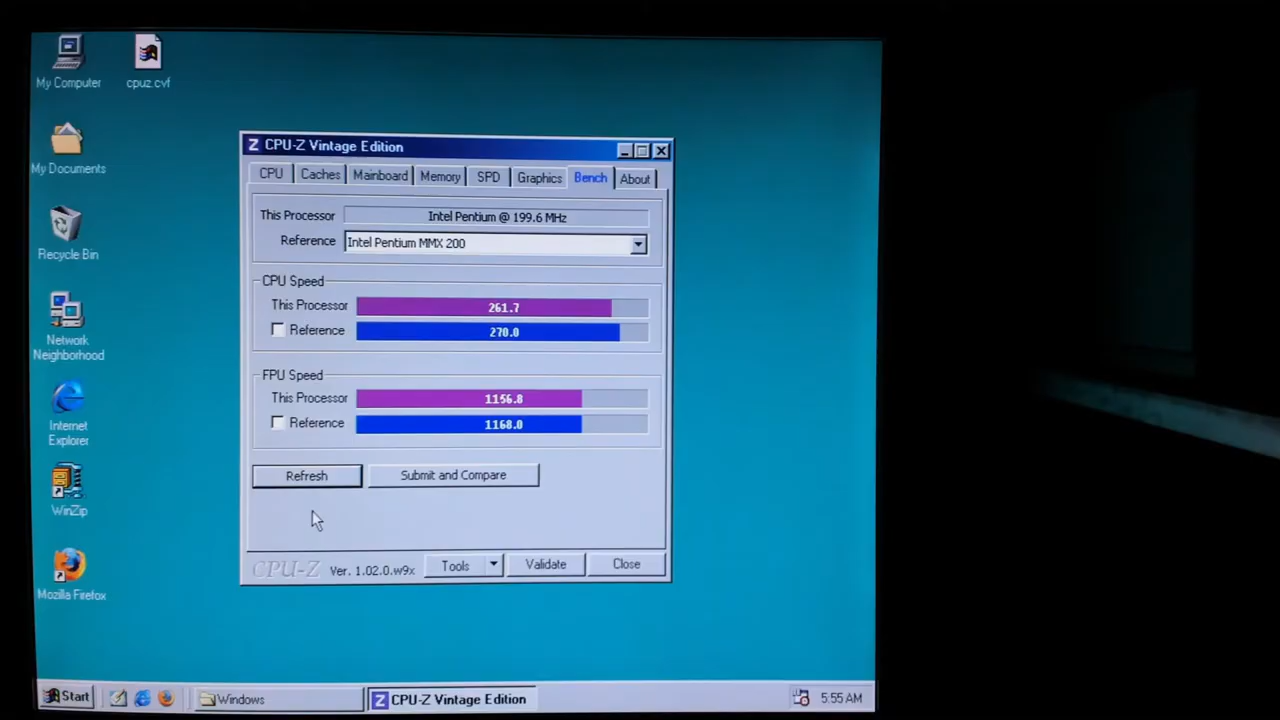 My Computer
cpuz.cvf
My Documents
Recycle Bin
Network
Neighborhood
Internet
Explorer
WinZip
Mozilla Firefox
Z CPU-Z Vintage Edition
CPU Caches Mainboard Memory SPD Graphics Bench About
This Processor Intel Pentium @ 199.6 MHz
Reference Intel Pentium MMX 200
CPU Speed
This Processor 261.7
Reference 270.0
FPU Speed
This Processor 1156.8
Reference 1168.0
Refresh Submit and Compare
CPU-Z Ver. 1.02.0.w9x Tools Validate Close
Start Windows Z CPU-Z Vintage Edition 5:55 AM